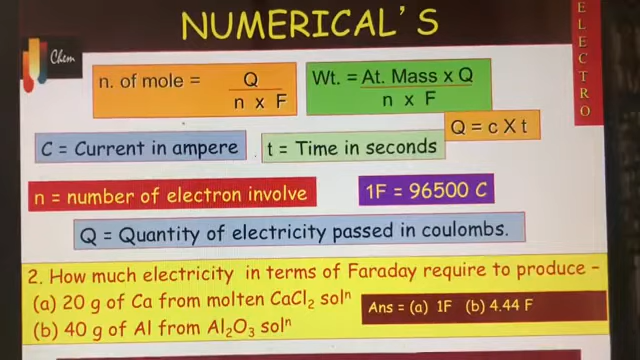 NUMERICAL'S
Chem
ELECTRO
n. of mole = Q
n x F
Wt. = At. Mass x Q
n x F
Q = c X t
C = Current in ampere
t = Time in seconds
n = number of electron involve
1F = 96500 C
Q = Quantity of electricity passed in coulombs.
2. How much electricity in terms of Faraday require to produce –
(a) 20 g of Ca from molten CaCl₂ solⁿ
(b) 40 g of Al from Al₂O₃ solⁿ
Ans = (a) 1F (b) 4.44 F